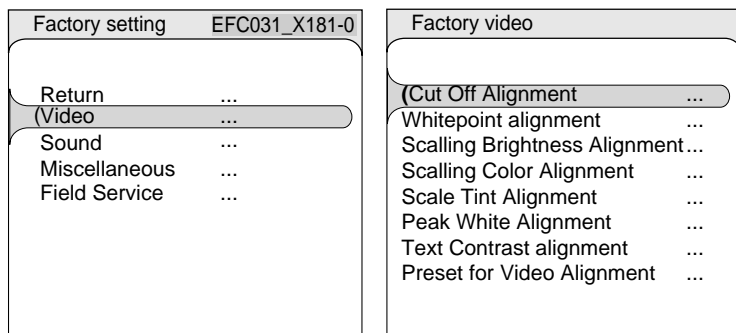 Factory setting EFC031_X181-0
Return ...
(Video ...
Sound ...
Miscellaneous ...
Field Service ...
Factory video
(Cut Off Alignment ...
Whitepoint alignment ...
Scalling Brightness Alignment...
Scalling Color Alignment ...
Scale Tint Alignment ...
Peak White Alignment ...
Text Contrast alignment ...
Preset for Video Alignment ...